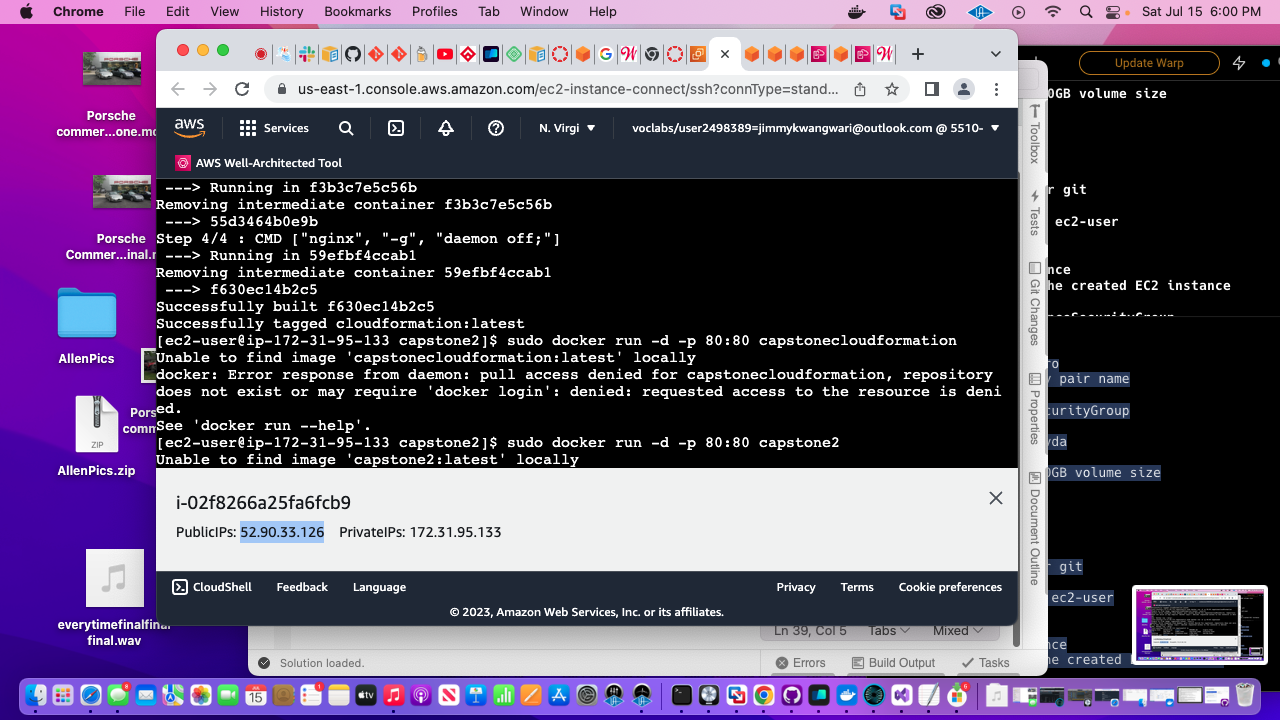 Chrome File Edit View History Bookmarks Profiles Tab Window Help Sat Jul 15 6:00 PM
Update Warp
us-east-1.console.aws.amazon.com/ec2-instance-connect/ssh?connType=stand...
aws Services N. Virgi voclabs/user2498389=jimmykwangwari@outlook.com @ 5510-
AWS Well-Architected Tool
---> Running in f3b3c7e5c56b
Removing intermediate container f3b3c7e5c56b
---> 55d3464b0e9b
Step 4/4 : CMD ["nginx", "-g", "daemon off;"]
---> Running in 59efbf4ccab1
Removing intermediate container 59efbf4ccab1
---> f630ec14b2c5
Successfully built f630ec14b2c5
Successfully tagged cloudformation:latest
[ec2-user@ip-172-31-95-133 capstone2]$ sudo docker run -d -p 80:80 capstonecloudformation
Unable to find image 'capstonecloudformation:latest' locally
docker: Error response from daemon: pull access denied for capstonecloudformation, repository
does not exist or may require 'docker login': denied: requested access to the resource is deni
ed.
See 'docker run --help'.
[ec2-user@ip-172-31-95-133 capstone2]$ sudo docker run -d -p 80:80 capstone2
Unable to find image 'capstone2:latest' locally
i-02f8266a25fa6fcb9
PublicIPs: 52.90.33.126 PrivateIPs: 172.31.95.133
CloudShell Feedback Language Privacy Terms Cookie preferences
© 2023, Amazon Web Services, Inc. or its affiliates.
Ln 39, Col 5 Tabs Mixed
Solution loaded. Errors Build Output Tasks
Toolbox
Tests
Git Changes
Properties
Document Outline
0GB volume size
r git
ec2-user
nce
he created EC2 instance
ro
y pair name
curityGroup
vda
0GB volume size
r git
ec2-user
nce
he created
Porsche
commer...one.mo
PORSCHE
Porsche
Commer...inal.m
AllenPics
ZIP
Pors
comm
AllenPics.zip
everytimefinalfinal
final.wav
JUL
15
8
1
6